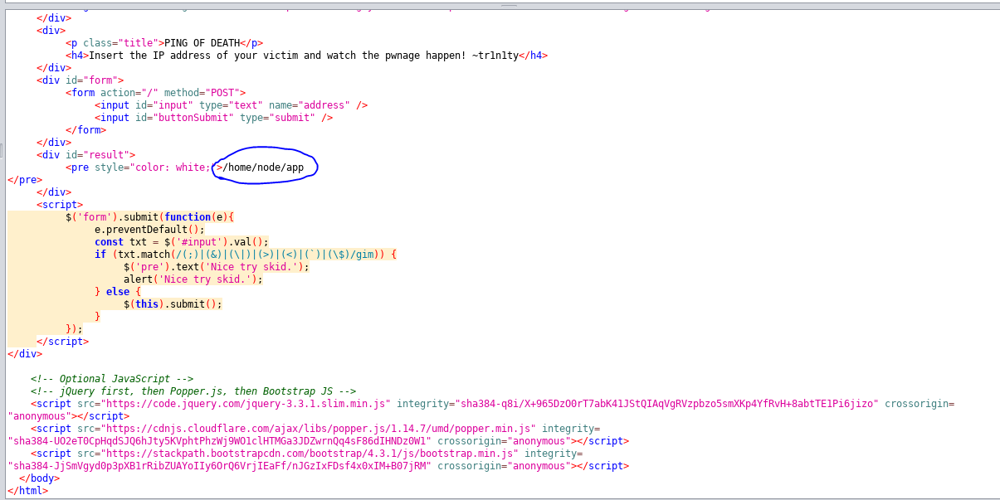 </div>
<div>
<p class="title">PING OF DEATH</p>
<h4>Insert the IP address of your victim and watch the pwnage happen! ~tr1n1ty</h4>
</div>
<div id="form">
<form action="/" method="POST">
<input id="input" type="text" name="address" />
<input id="buttonSubmit" type="submit" />
</form>
</div>
<div id="result">
<pre style="color: white;">/home/node/app
</pre>
</div>
<script>
$('form').submit(function(e){
e.preventDefault();
const txt = $('#input').val();
if (txt.match(/(;)|(&)|(\|)|(>)|(<)|(`)|(\$)/gim)) {
$('pre').text('Nice try skid.');
alert('Nice try skid.');
} else {
$(this).submit();
}
});
</script>
</div>
<!-- Optional JavaScript -->
<!-- jQuery first, then Popper.js, then Bootstrap JS -->
<script src="https://code.jquery.com/jquery-3.3.1.slim.min.js" integrity="sha384-q8i/X+965DzO0rT7abK41JStQIAqVgRVzpbzo5smXKp4YfRvH+8abtTE1Pi6jizo" crossorigin=
"anonymous"></script>
<script src="https://cdnjs.cloudflare.com/ajax/libs/popper.js/1.14.7/umd/popper.min.js" integrity=
"sha384-UO2eT0CpHqdSJQ6hJty5KVphtPhzWj9WO1clHTMGa3JDZwrnQq4sF86dIHNDz0W1" crossorigin="anonymous"></script>
<script src="https://stackpath.bootstrapcdn.com/bootstrap/4.3.1/js/bootstrap.min.js" integrity=
"sha384-JjSmVgyd0p3pXB1rRibZUAYoIIy6OrQ6VrjIEaFf/nJGzIxFDsf4x0xIM+B07jRM" crossorigin="anonymous"></script>
</body>
</html>